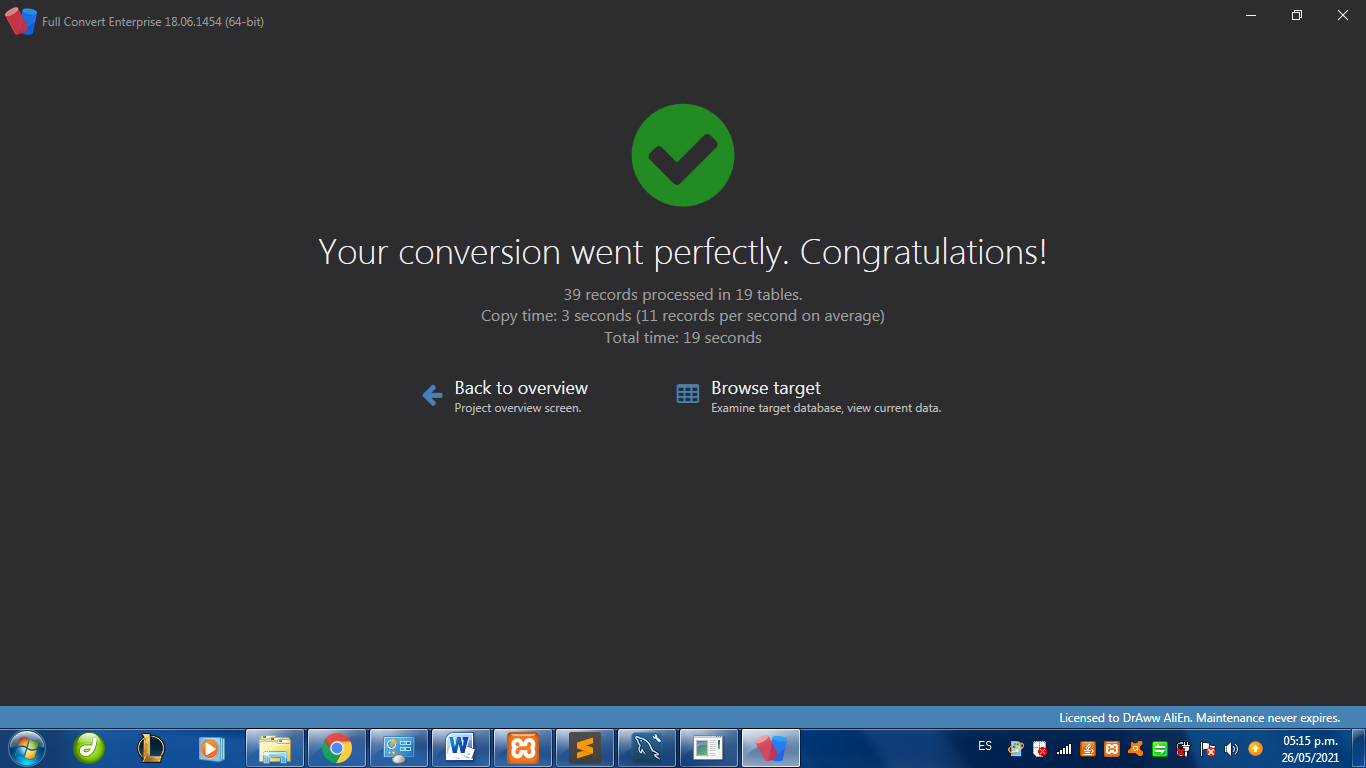 Full Convert Enterprise 18.06.1454 (64-bit)
Your conversion went perfectly. Congratulations!
39 records processed in 19 tables.
Copy time: 3 seconds (11 records per second on average)
Total time: 19 seconds
Back to overview
Project overview screen.
Browse target
Examine target database, view current data.
Licensed to DrAww AliEn. Maintenance never expires.
ES
05:15 p.m.
26/05/2021